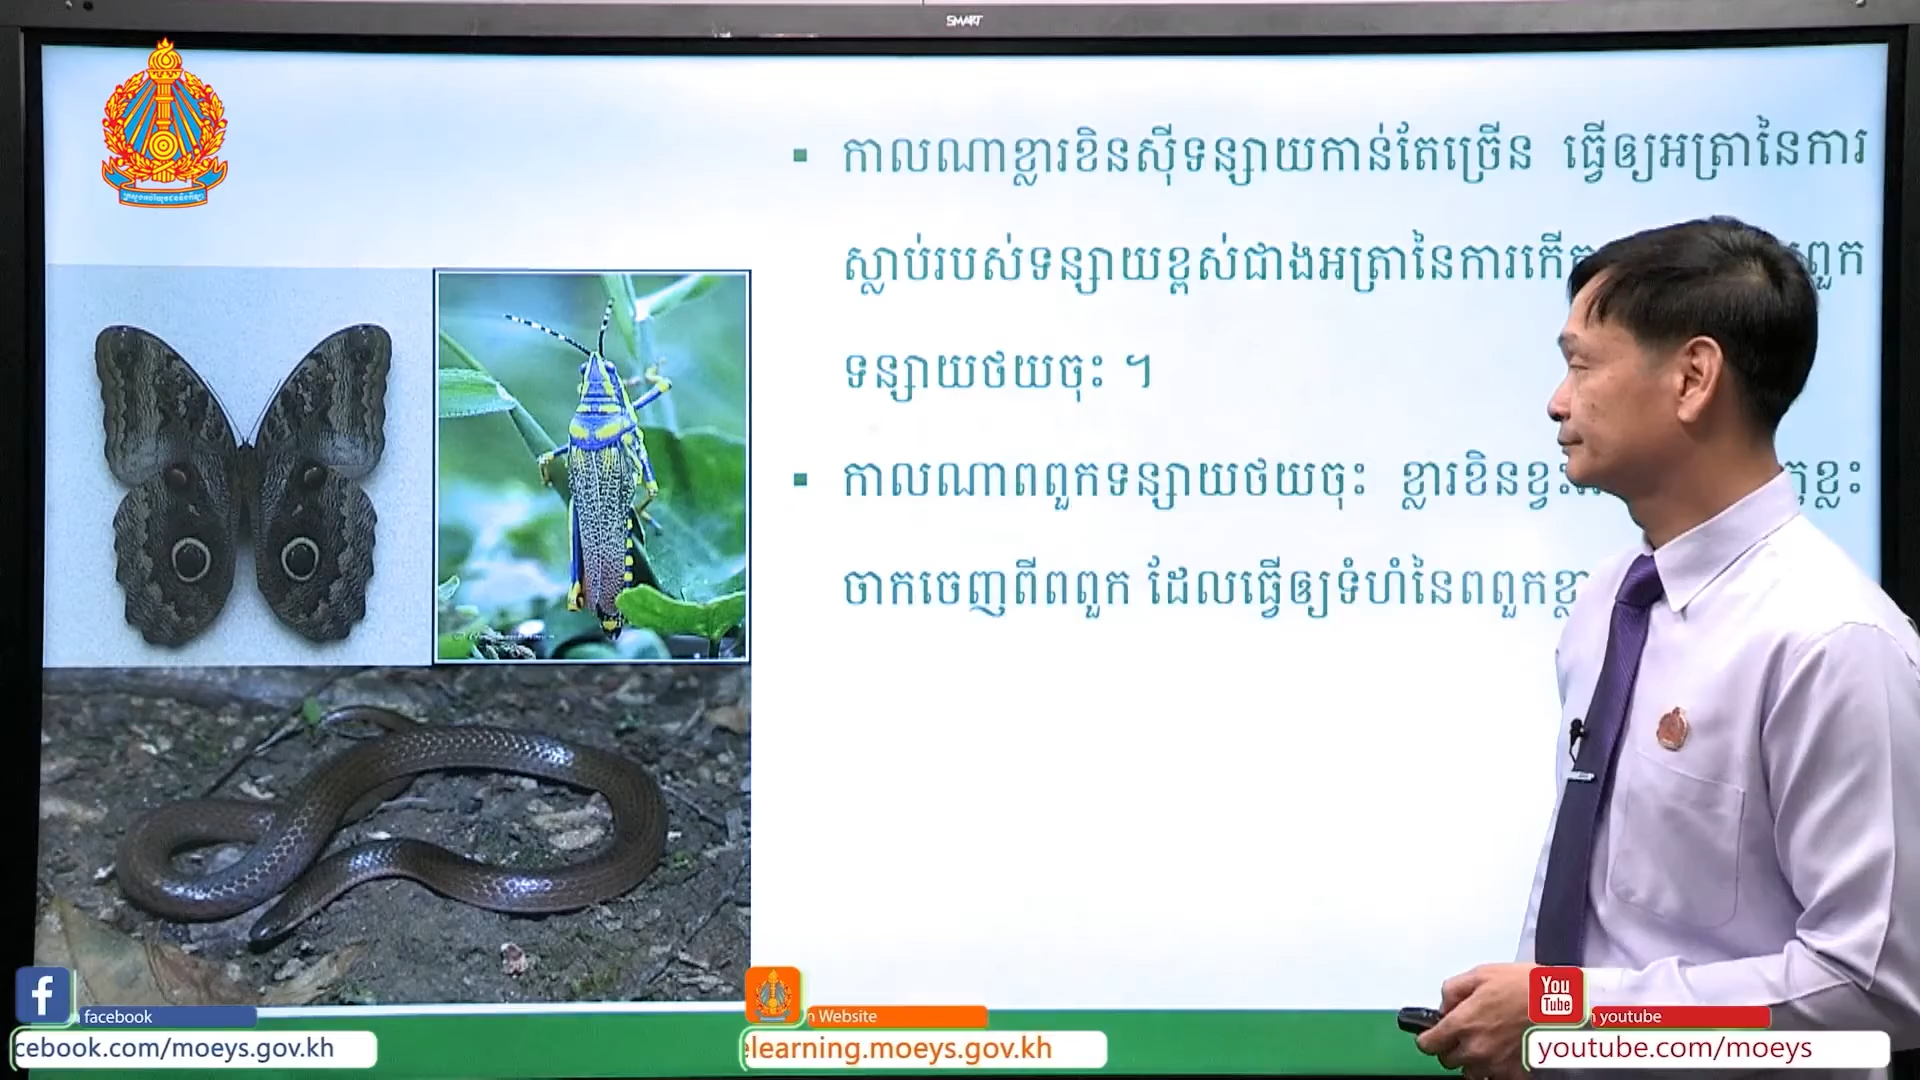 SMART
កាលណាខ្លារខិនស៊ីទន្សាយកាន់តែច្រើន ធ្វើឲ្យអត្រានៃការ
ស្លាប់របស់ទន្សាយខ្ពស់ជាងអត្រានៃការ
ទន្សាយថយចុះ ។
កាលណាពពួកទន្សាយថយចុះ ខ្លារខិន
ចាកចេញពីពពួក ដែលធ្វើឲ្យទំហំនៃពពួក
facebook
cebook.com/moeys.gov.kh
Website
elearning.moeys.gov.kh
You
Tube
youtube
youtube.com/moeys